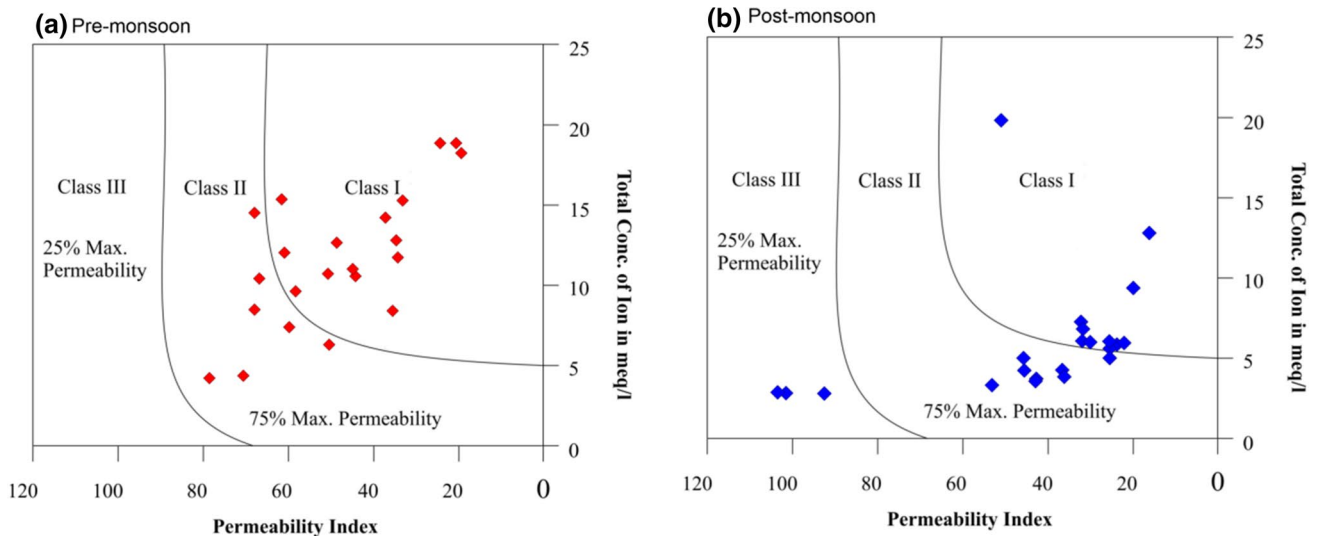 (a) Pre-monsoon
25
20
15
10
5
0
Class III
Class II
Class I
25% Max.
Permeability
75% Max. Permeability
Total Conc. of Ion in meq/l
120 100 80 60 40 20 0
Permeability Index
(b) Post-monsoon
25
20
15
10
5
0
Class III
Class II
Class I
25% Max.
Permeability
75% Max. Permeability
Total Conc. of Ion in meq/l
120 100 80 60 40 20 0
Permeability Index